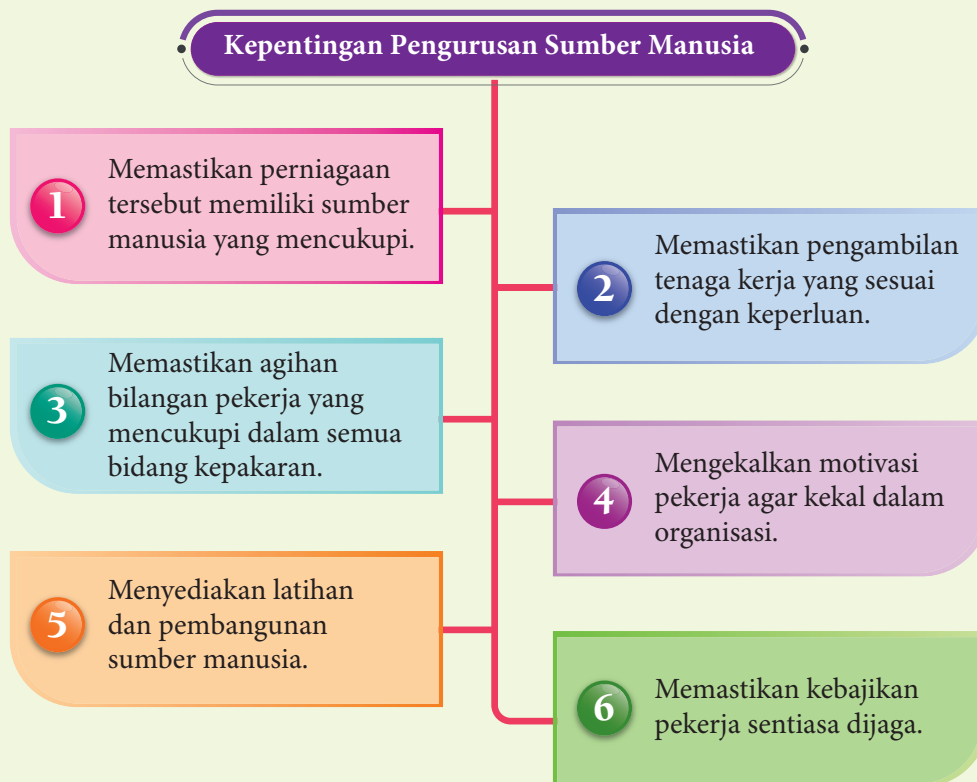 Kepentingan Pengurusan Sumber Manusia
1
Memastikan perniagaan
tersebut memiliki sumber
manusia yang mencukupi.
2
Memastikan pengambilan
tenaga kerja yang sesuai
dengan keperluan.
3
Memastikan agihan
bilangan pekerja yang
mencukupi dalam semua
bidang kepakaran.
4
Mengekalkan motivasi
pekerja agar kekal dalam
organisasi.
5
Menyediakan latihan
dan pembangunan
sumber manusia.
6
Memastikan kebajikan
pekerja sentiasa dijaga.